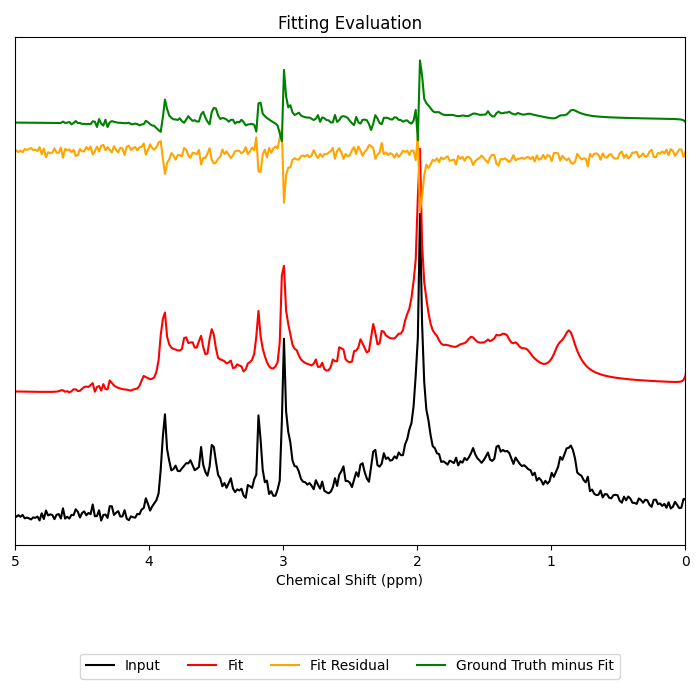 Fitting Evaluation
5 4 3 2 1 0
Chemical Shift (ppm)
Input Fit Fit Residual Ground Truth minus Fit